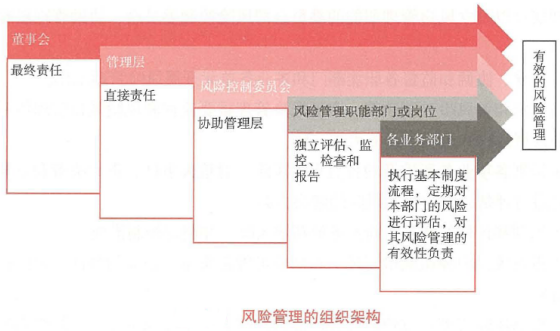 董事会
最终责任
管理层
直接责任
风险控制委员会
协助管理层
风险管理职能部门或岗位
独立评估、监
控、检查和
报告
各业务部门
执行基本制度
流程，定期对
本部门的风险
进行评估，对
其风险管理的
有效性负责
有效的风险管理
风险管理的组织架构